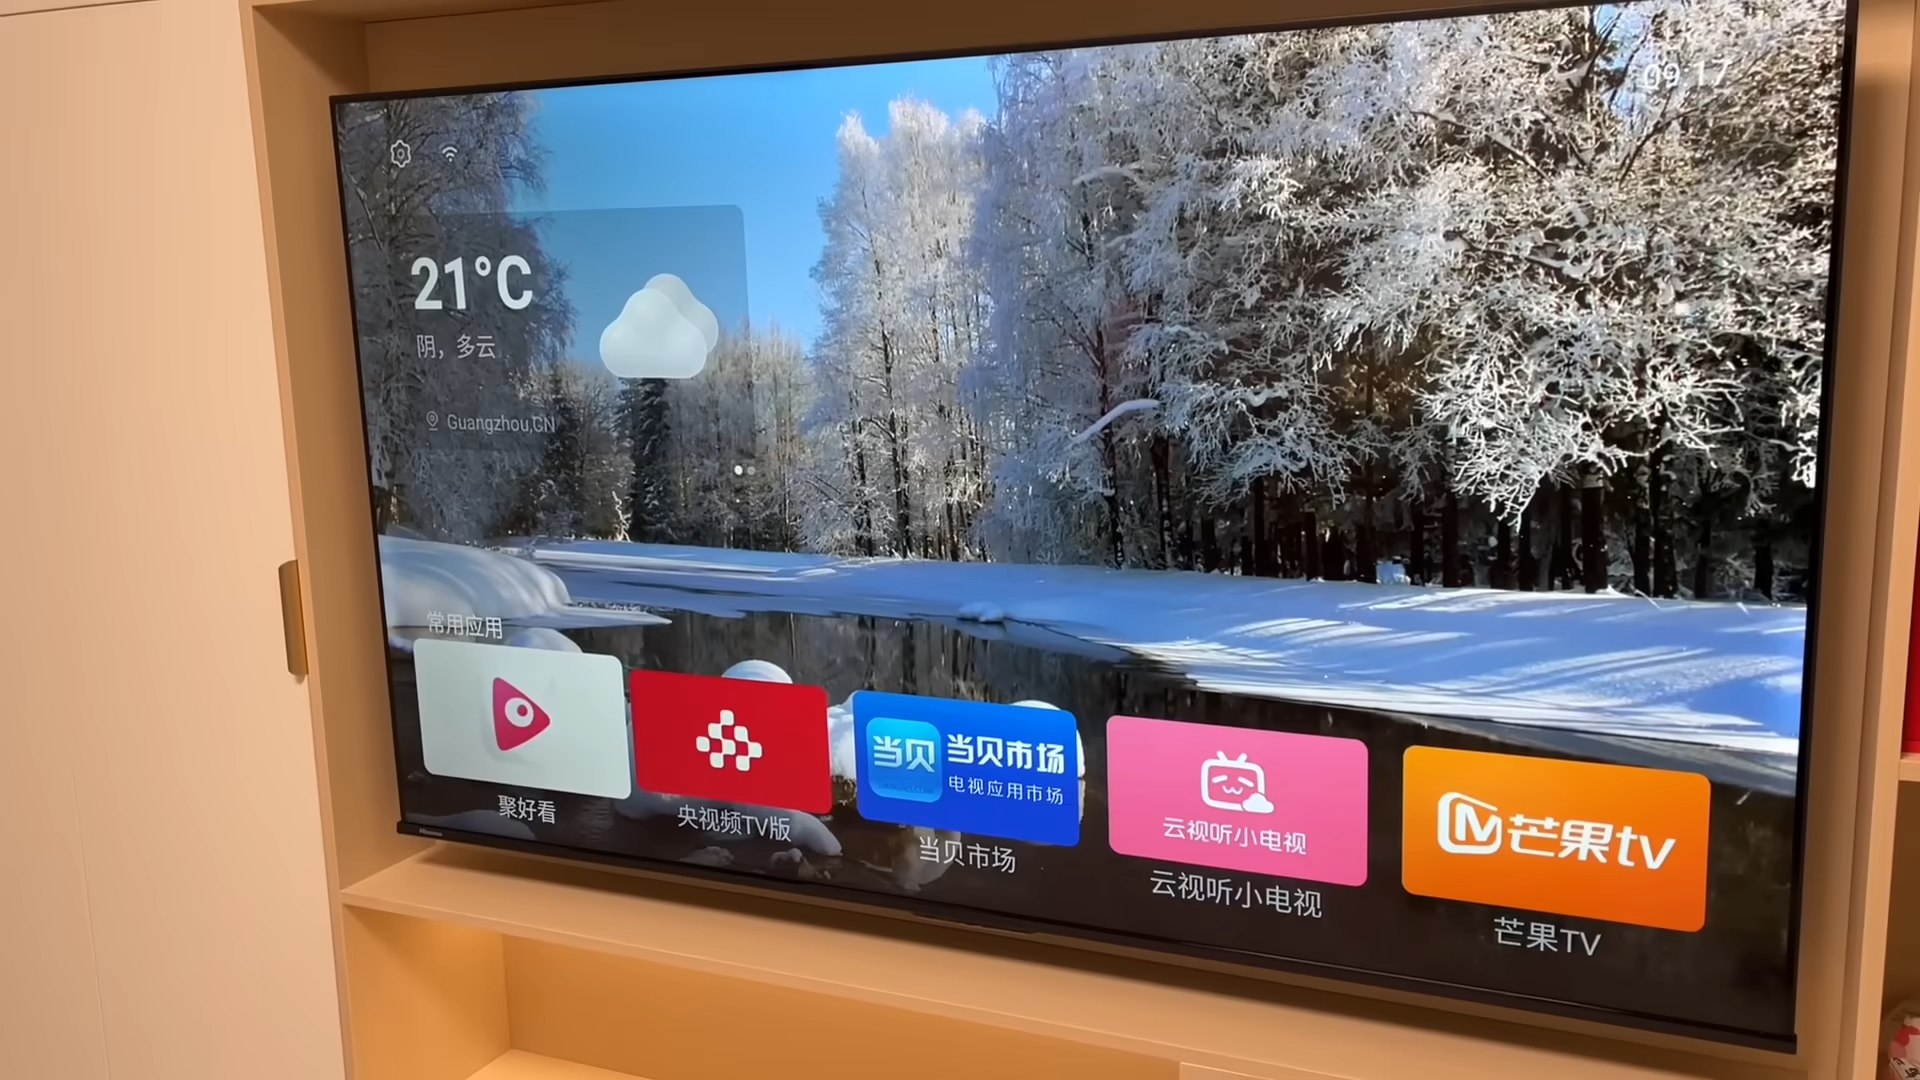 09:17
21°C
阴，多云
Guangzhou,CN
常用应用
当贝
当贝市场
电视应用市场
云视听小电视
芒果tv
聚好看
央视频TV版
当贝市场
云视听小电视
芒果TV
Hisense